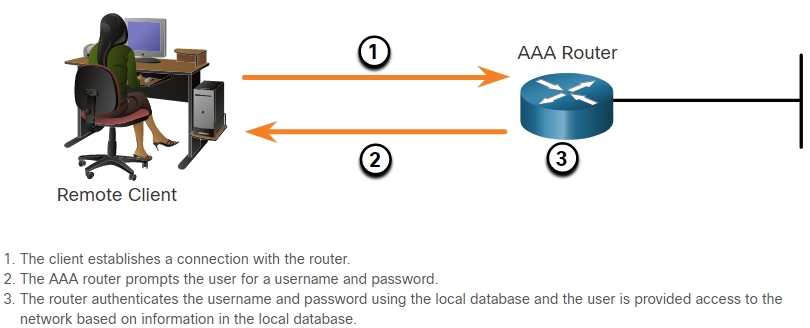 1
AAA Router
2
3
Remote Client
1. The client establishes a connection with the router.
2. The AAA router prompts the user for a username and password.
3. The router authenticates the username and password using the local database and the user is provided access to the
network based on information in the local database.